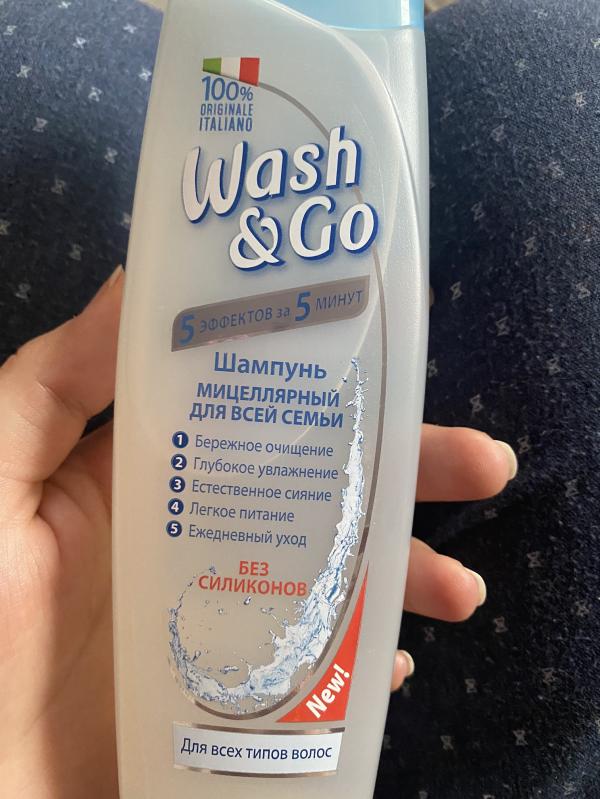 100%
ORIGINALE
ITALIANO
Wash
&Go
5 ЭФФЕКТОВ за 5 МИНУТ
Шампунь
МИЦЕЛЛЯРНЫЙ
ДЛЯ ВСЕЙ СЕМЬИ
1 Бережное очищение
2 Глубокое увлажнение
3 Естественное сияние
4 Легкое питание
5 Ежедневный уход
БЕЗ
СИЛИКОНОВ
New!
Для всех типов волос